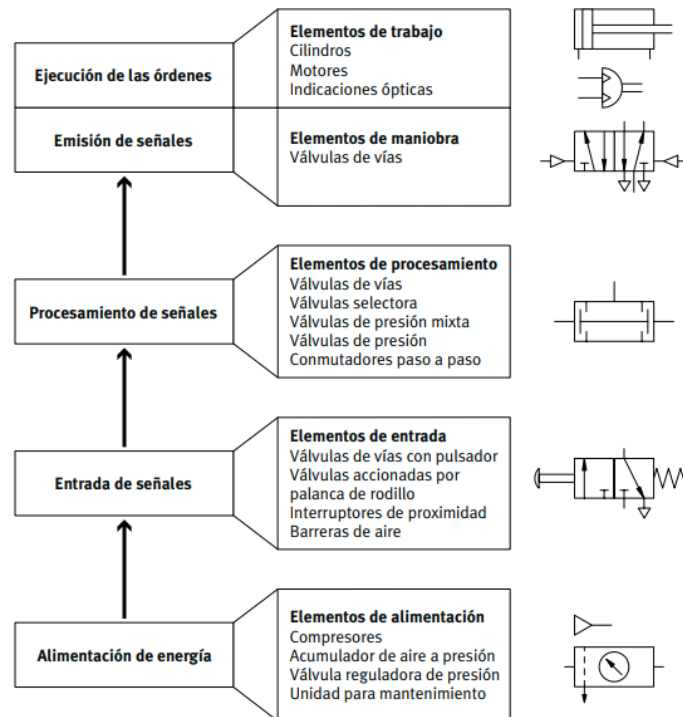 Elementos de trabajo
Cilindros
Motores
Indicaciones ópticas
Ejecución de las órdenes
Emisión de señales
Elementos de maniobra
Válvulas de vías
Procesamiento de señales
Elementos de procesamiento
Válvulas de vías
Válvulas selectora
Válvulas de presión mixta
Válvulas de presión
Conmutadores paso a paso
Entrada de señales
Elementos de entrada
Válvulas de vías con pulsador
Válvulas accionadas por
palanca de rodillo
Interruptores de proximidad
Barreras de aire
Alimentación de energía
Elementos de alimentación
Compresores
Acumulador de aire a presión
Válvula reguladora de presión
Unidad para mantenimiento